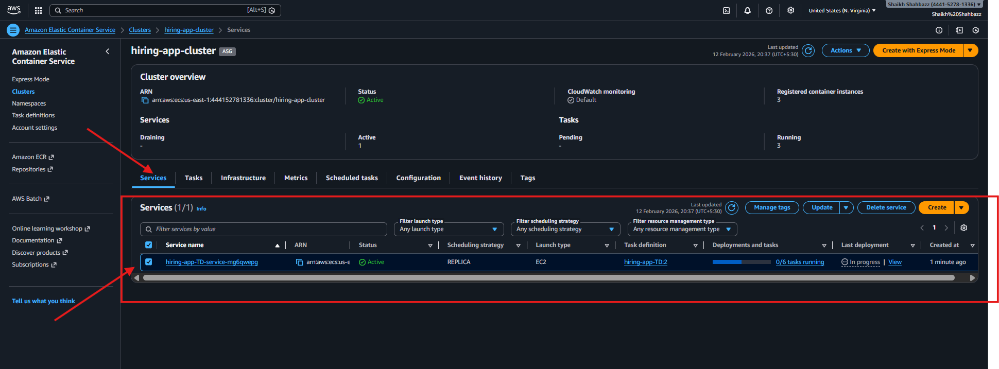 aws
Search
[Alt+S]
United States (N. Virginia)
Shaikh Shahbazz (4441-5278-1336)
Shaikh%20Shahbazz
Amazon Elastic Container Service
Clusters
hiring-app-cluster
Services
Amazon Elastic
Container Service
Express Mode
Clusters
Namespaces
Task definitions
Account settings
Amazon ECR
Repositories
AWS Batch
Online learning workshop
Documentation
Discover products
Subscriptions
Tell us what you think
hiring-app-cluster ASG
Last updated
12 February 2026, 20:37 (UTC+5:30)
Actions
Create with Express Mode
Cluster overview
ARN
arn:aws:ecs:us-east-1:444152781336:cluster/hiring-app-cluster
Status
Active
CloudWatch monitoring
Default
Registered container instances
3
Services
Tasks
Draining
-
Active
1
Pending
-
Running
3
Services Tasks Infrastructure Metrics Scheduled tasks Configuration Event history Tags
Services (1/1) Info
Last updated
12 February 2026, 20:37 (UTC+5:30)
Manage tags
Update
Delete service
Create
Filter services by value
Filter launch type
Any launch type
Filter scheduling strategy
Any scheduling strategy
Filter resource management type
Any resource management type
1
Service name ARN Status Scheduling strategy Launch type Task definition Deployments and tasks Last deployment Created at
hiring-app-TD-service-mg6qwepg arn:aws:ecs:us-e Active REPLICA EC2 hiring-app-TD:2 0/6 tasks running In progress | View 1 minute ago